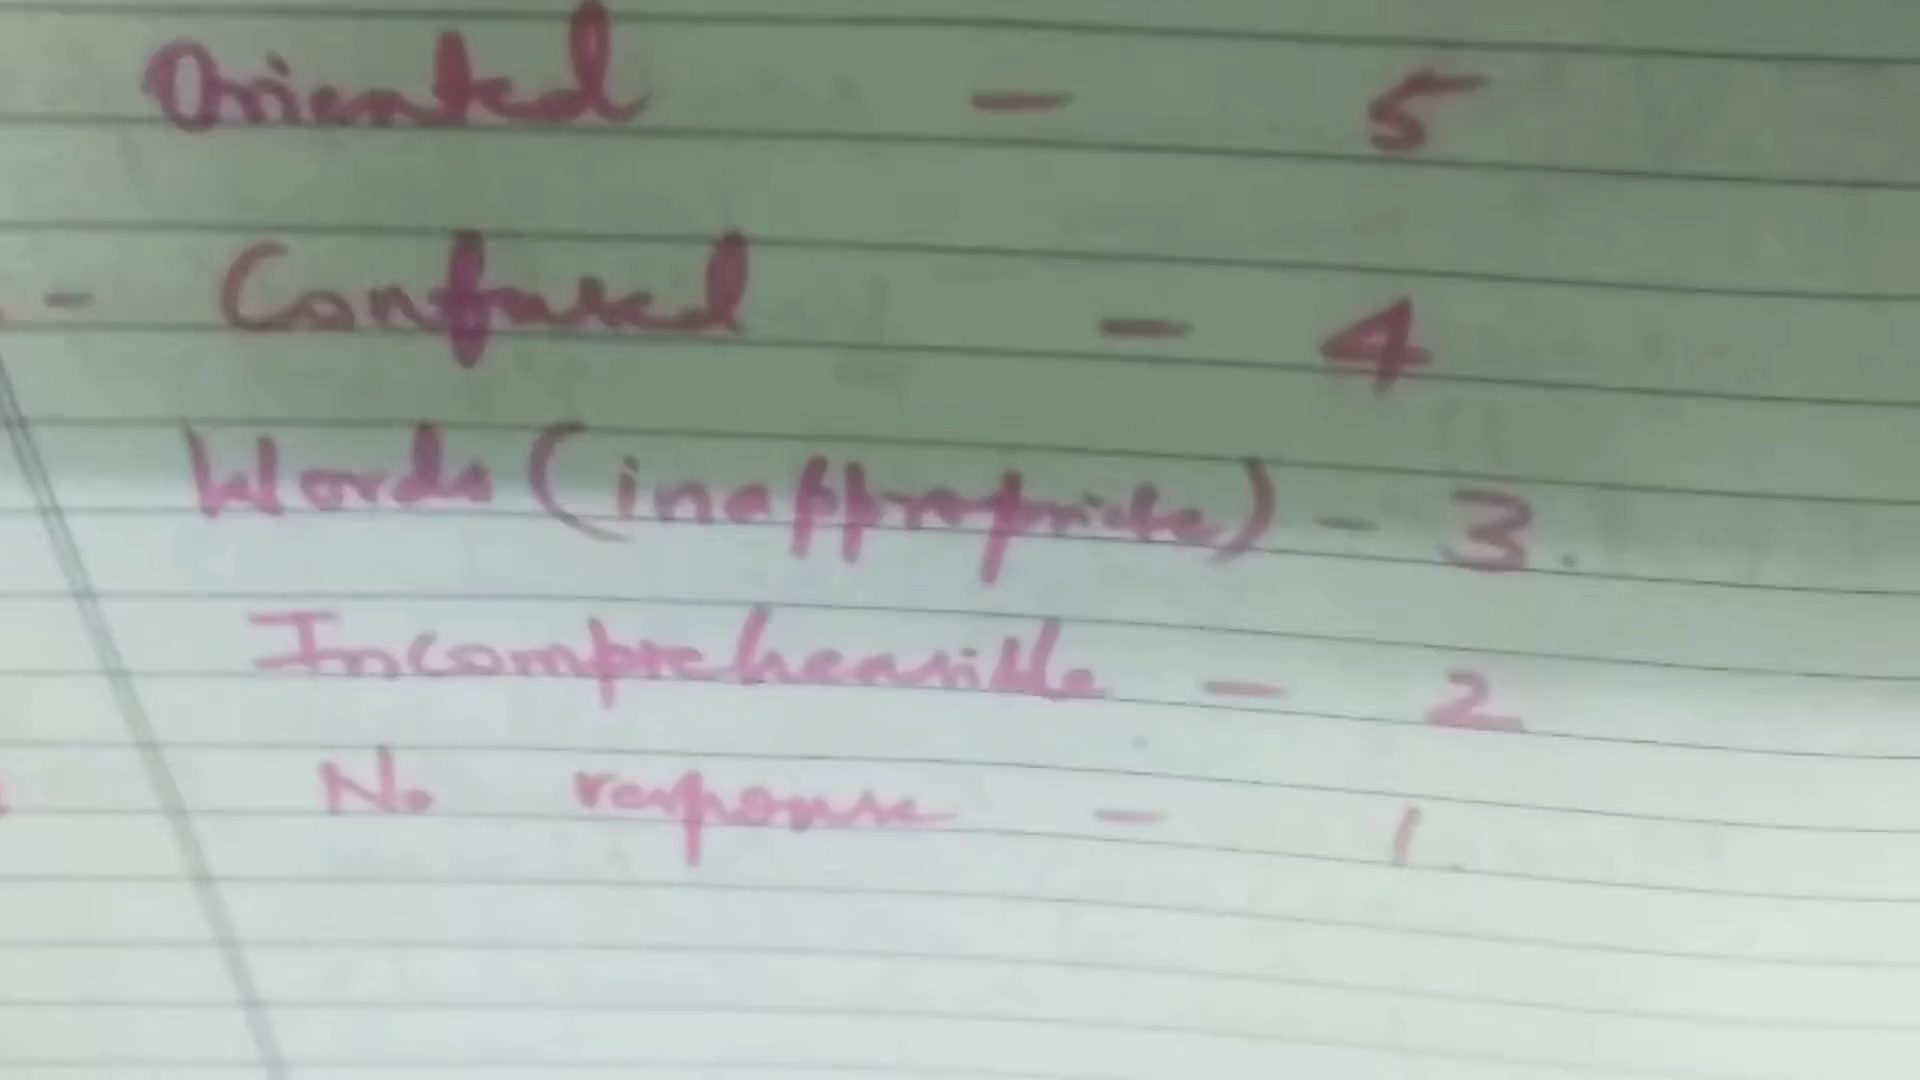 Oriented - 5
- Confused - 4
Words (inappropriate) - 3.
Incomprehensible - 2
No response - 1.